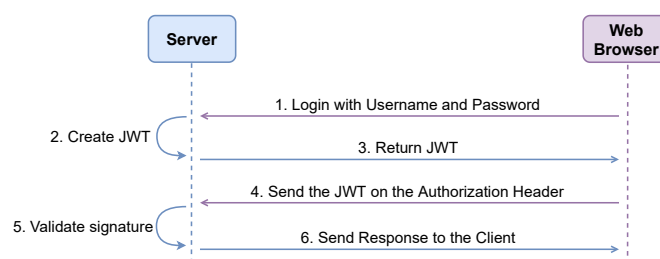 Server
Web
Browser
1. Login with Username and Password
2. Create JWT
3. Return JWT
4. Send the JWT on the Authorization Header
5. Validate signature
6. Send Response to the Client